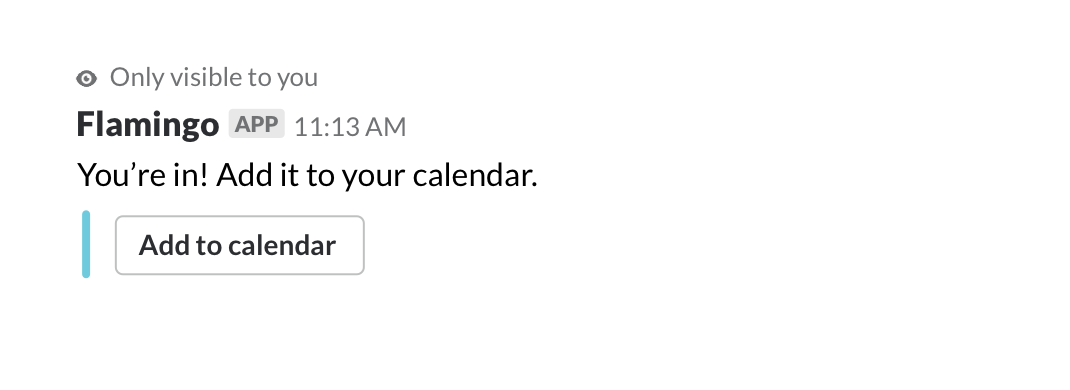 Only visible to you
Flamingo APP 11:13 AM
You’re in! Add it to your calendar.
Add to calendar